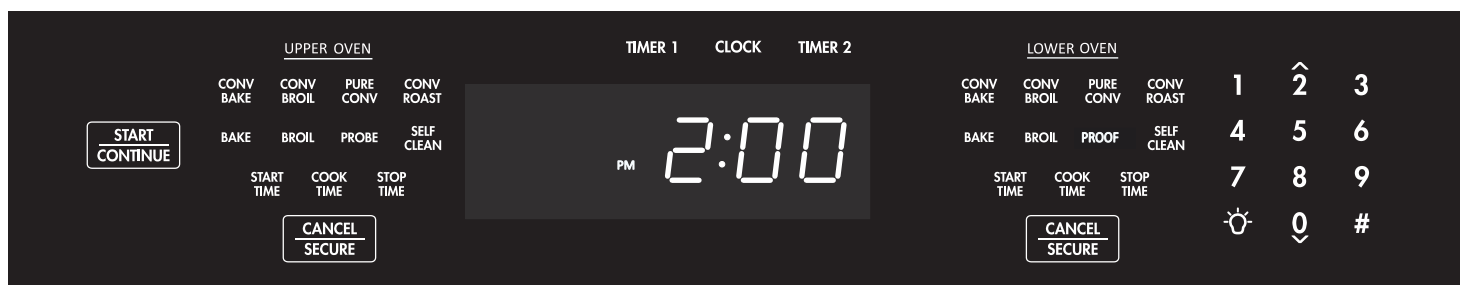 UPPER OVEN
TIMER 1 CLOCK TIMER 2
LOWER OVEN
CONV BAKE CONV BROIL PURE CONV CONV ROAST
START
CONTINUE
BAKE BROIL PROBE SELF CLEAN
START TIME COOK TIME STOP TIME
CANCEL
SECURE
PM 2:00
CONV BAKE CONV BROIL PURE CONV CONV ROAST
BAKE BROIL PROOF SELF CLEAN
START TIME COOK TIME STOP TIME
CANCEL
SECURE
1 2 3
4 5 6
7 8 9
0 #